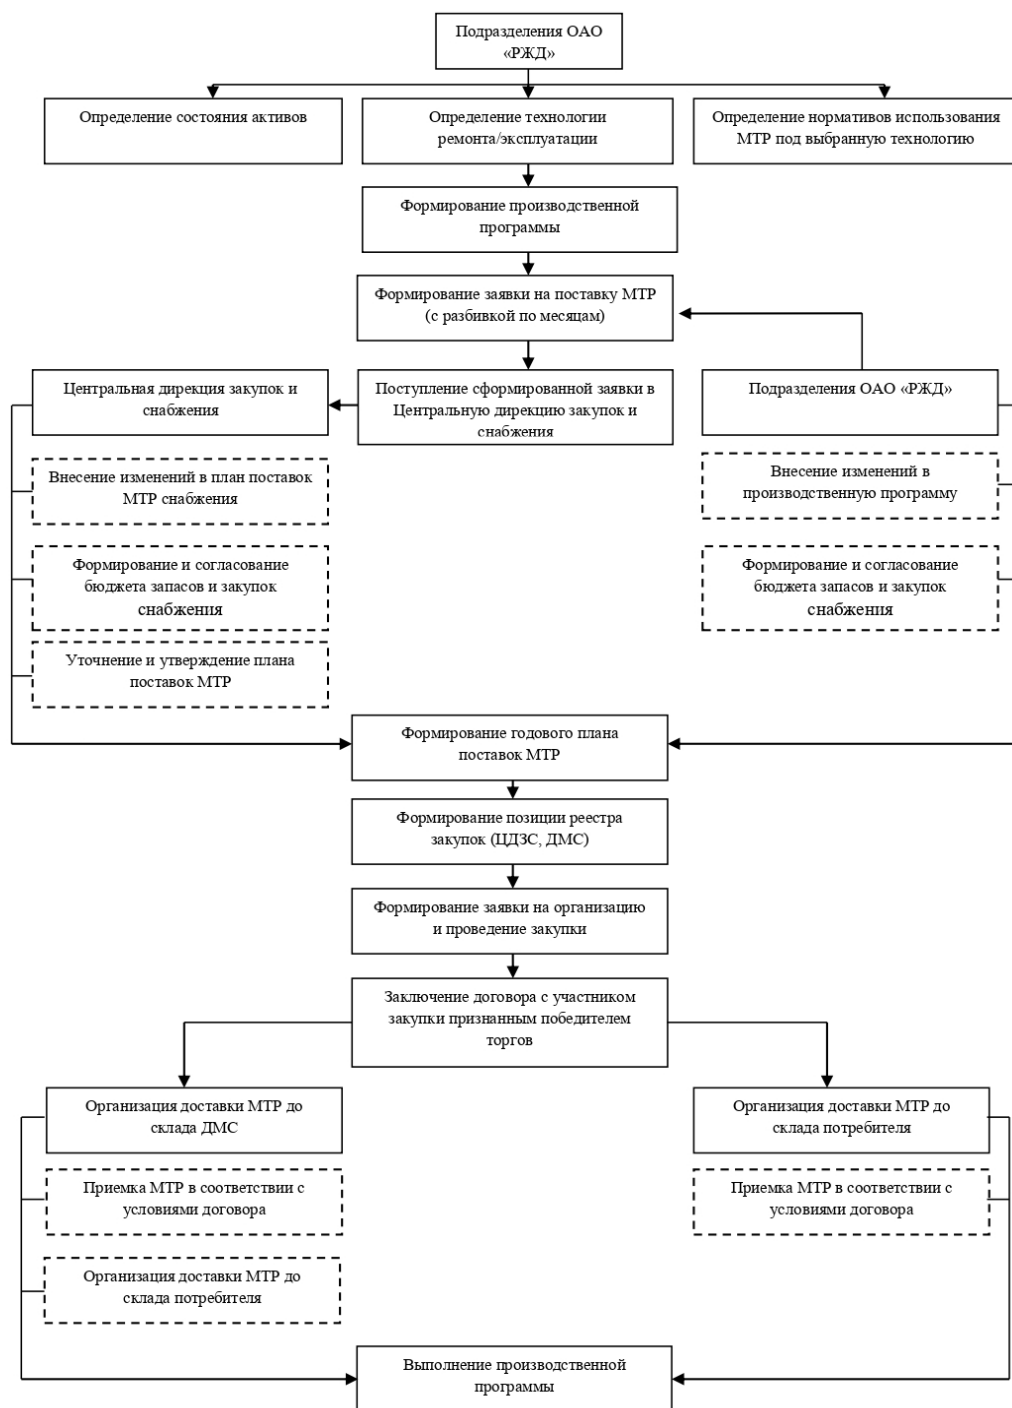 Подразделения ОАО
«РЖД»
Определение состояния активов
Определение технологии
ремонта/эксплуатации
Определение нормативов использования
МТР под выбранную технологию
Формирование производственной
программы
Формирование заявки на поставку МТР
(с разбивкой по месяцам)
Центральная дирекция закупок и
снабжения
Поступление сформированной заявки в
Центральную дирекцию закупок и
снабжения
Подразделения ОАО «РЖД»
Внесение изменений в план поставок
МТР снабжения
Внесение изменений в
производственную программу
Формирование и согласование
бюджета запасов и закупок
снабжения
Формирование и согласование
бюджета запасов и закупок
снабжения
Уточнение и утверждение плана
поставок МТР
Формирование годового плана
поставок МТР
Формирование позиции реестра
закупок (ЦДЗС, ДМС)
Формирование заявки на организацию
и проведение закупки
Заключение договора с участником
закупки признанным победителем
торгов
Организация доставки МТР до
склада ДМС
Организация доставки МТР до
склада потребителя
Приемка МТР в соответствии с
условиями договора
Приемка МТР в соответствии с
условиями договора
Организация доставки МТР до
склада потребителя
Выполнение производственной
программы